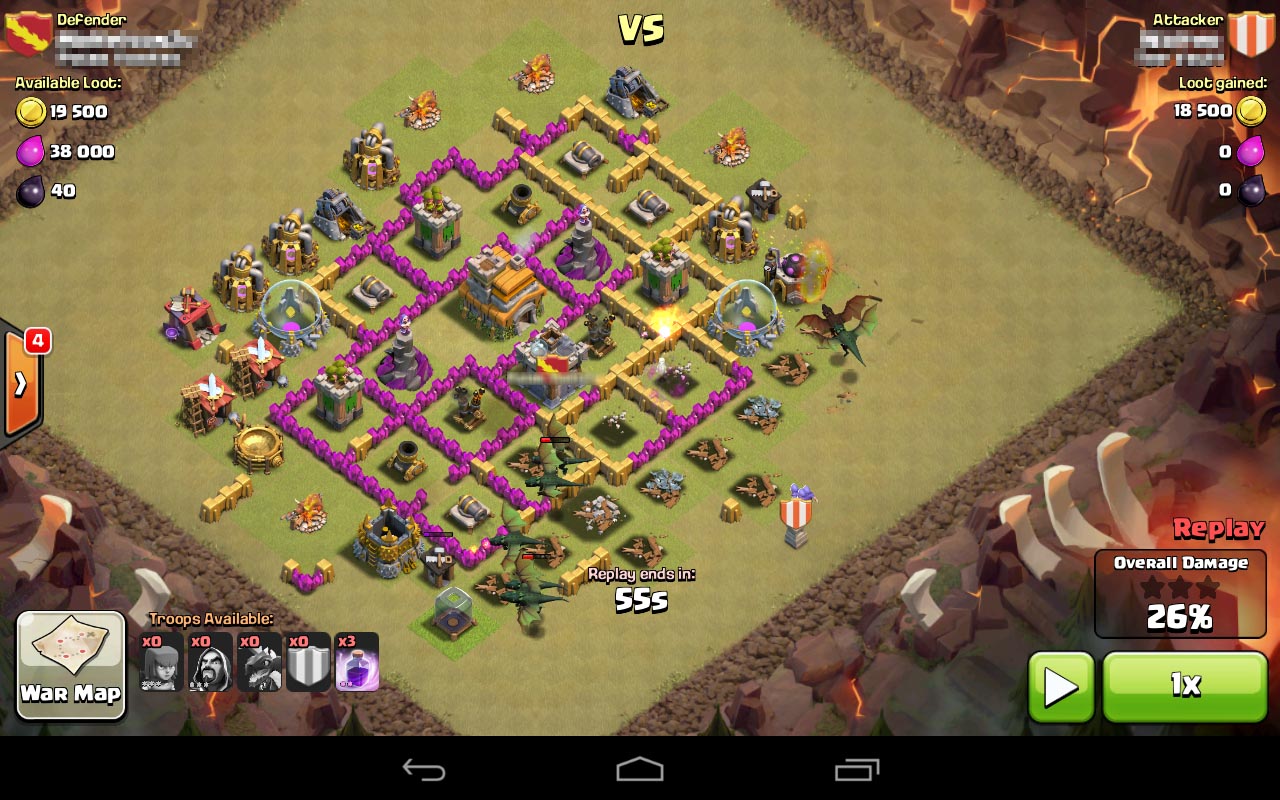 Defender
VS
Attacker
Available Loot:
19 500
38 000
40
Loot gained:
18 500
0
0
4
Replay
Overall Damage
26%
Replay ends in:
55s
Troops Available:
x0
x0
x0
x0
x3
War Map
1x